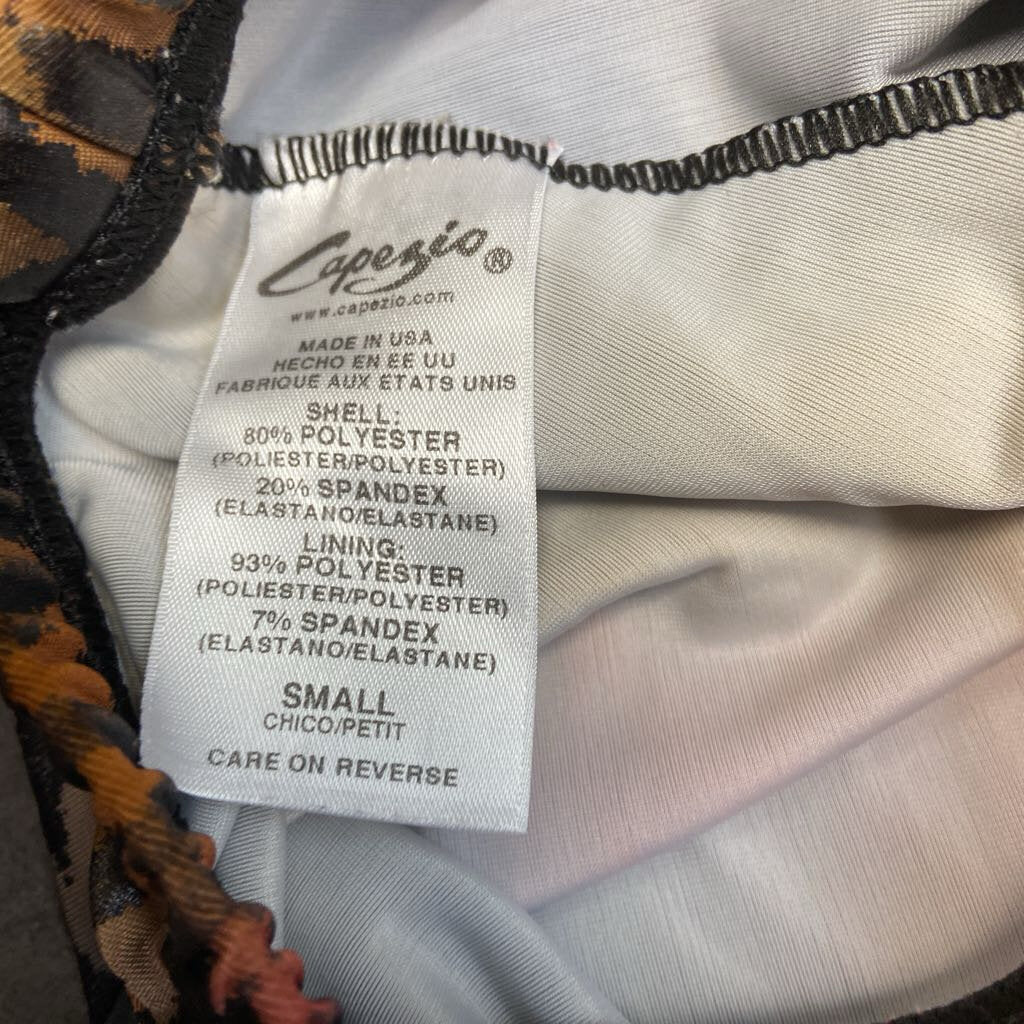 Capezio®
www.capezio.com
MADE IN USA
HECHO EN EE UU
FABRIQUE AUX ETATS UNIS
SHELL:
80% POLYESTER
(POLIESTER/POLYESTER)
20% SPANDEX
(ELASTANO/ELASTANE)
LINING:
93% POLYESTER
(POLIESTER/POLYESTER)
7% SPANDEX
(ELASTANO/ELASTANE)
SMALL
CHICO/PETIT
CARE ON REVERSE